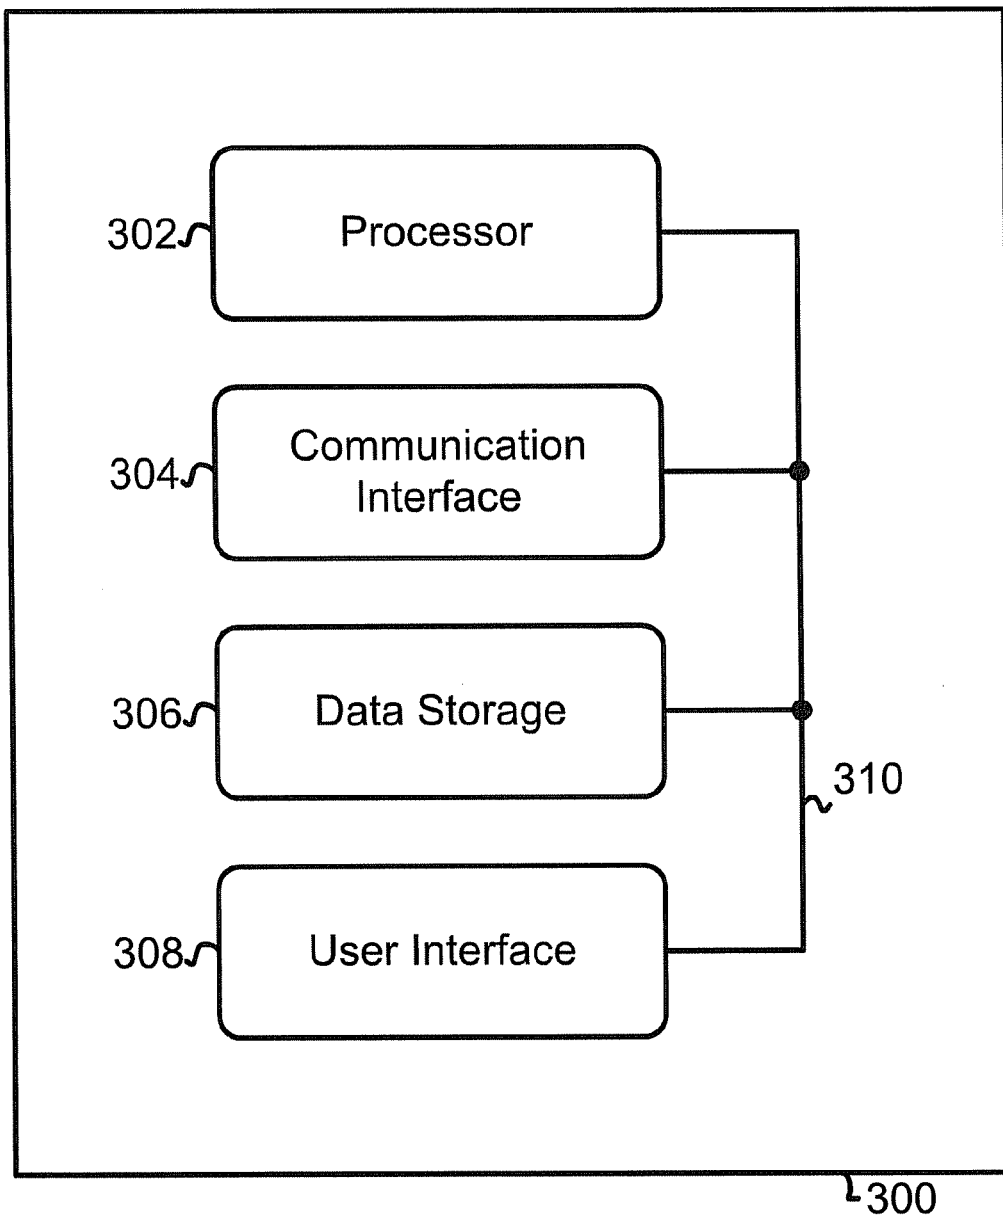 302
Processor
304
Communication
Interface
306
Data Storage
310
308
User Interface
300